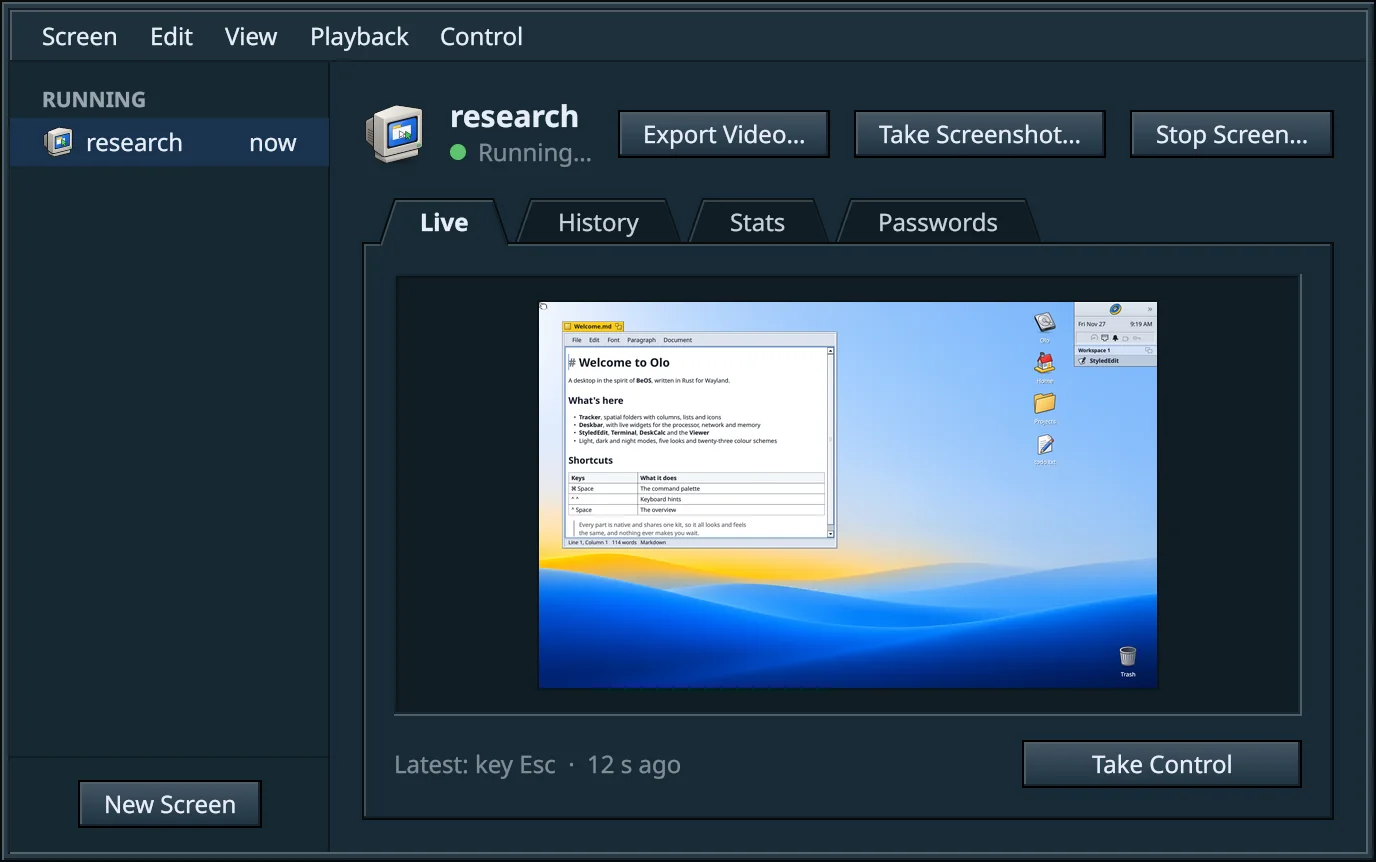 Screen Edit View Playback Control
RUNNING
research now
research
Running...
Export Video...
Take Screenshot...
Stop Screen...
Live History Stats Passwords
Welcome.md
File Edit Font Paragraph Document
# Welcome to Olo
A desktop in the spirit of BeOS, written in Rust for Wayland.
What's here
• Tracker, spatial folders with columns, lists and icons
• Deskbar, with live widgets for the processor, network and memory
• StyledEdit, Terminal, DeskCalc and the Viewer
• Light, dark and night modes, five looks and twenty-three colour schemes
Shortcuts
Keys What it does
⌘ Space The command palette
^ ^ Keyboard hints
^ Space The overview
Every part is native and shares one kit, so it all looks and feels
the same, and nothing ever makes you wait.
Line 1, Column 1 114 words Markdown
Olo
Home
Projects
todo.txt
Fri Nov 27 9:19 AM
Workspace 1
StyledEdit
Trash
Latest: key Esc · 12 s ago
Take Control
New Screen